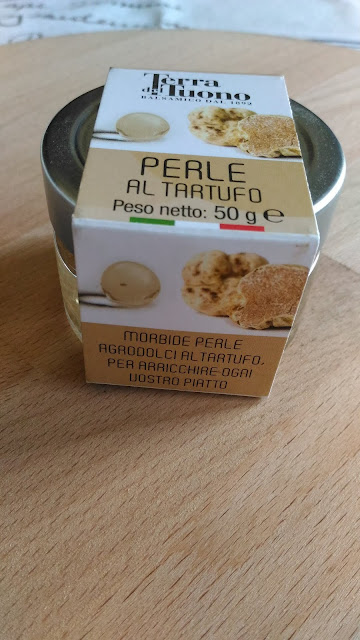 Terra
del Tuono
BALSAMICO DAL 1892
PERLE
AL TARTUFO
Peso netto: 50 g e
MORBIDE PERLE
AGRODOLCI AL TARTUFO,
PER ARRICCHIRE OGNI
VOSTRO PIATTO